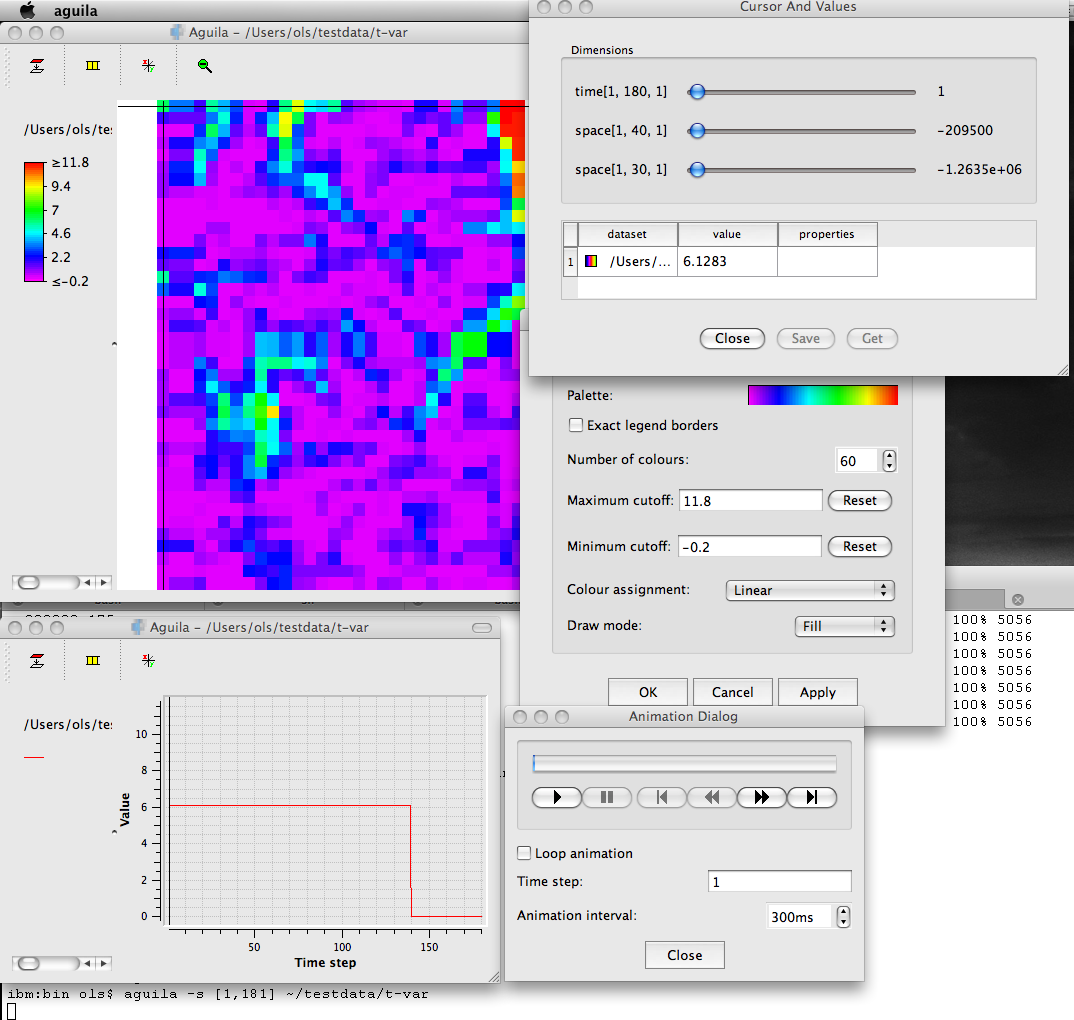 aguila
Aguila – /Users/ols/testdata/t-var
/Users/ols/te
≥11.8
9.4
7
4.6
2.2
≤-0.2
Cursor And Values
Dimensions
time[1, 180, 1] 1
space[1, 40, 1] -209500
space[1, 30, 1] -1.2635e+06
dataset value properties
1 /Users/... 6.1283
Close Save Get
Palette:
Exact legend borders
Number of colours: 60
Maximum cutoff: 11.8 Reset
Minimum cutoff: -0.2 Reset
Colour assignment: Linear
Draw mode: Fill
OK Cancel Apply
100% 5056
100% 5056
100% 5056
100% 5056
100% 5056
100% 5056
100% 5056
Aguila – /Users/ols/testdata/t-var
/Users/ols/te
Value
10
8
6
4
2
0
50 100 150
Time step
Animation Dialog
Loop animation
Time step: 1
Animation interval: 300ms
Close
ibm:bin ols$ aguila -s [1,181] ~/testdata/t-var